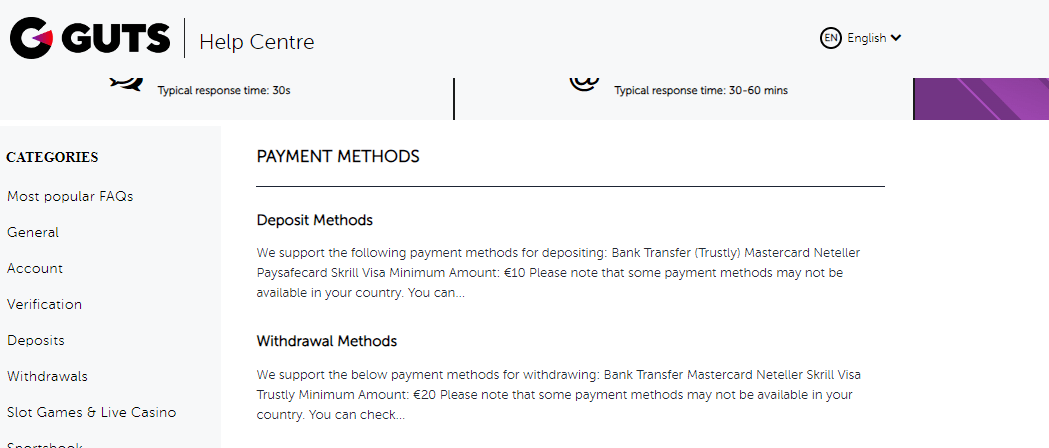 GUTS
Help Centre
EN English
Typical response time: 30s
Typical response time: 30-60 mins
CATEGORIES
Most popular FAQs
General
Account
Verification
Deposits
Withdrawals
Slot Games & Live Casino
Sportsbook
PAYMENT METHODS
Deposit Methods
We support the following payment methods for depositing: Bank Transfer (Trustly) Mastercard Neteller
Paysafecard Skrill Visa Minimum Amount: €10 Please note that some payment methods may not be
available in your country. You can...
Withdrawal Methods
We support the below payment methods for withdrawing: Bank Transfer Mastercard Neteller Skrill Visa
Trustly Minimum Amount: €20 Please note that some payment methods may not be available in your
country. You can check...